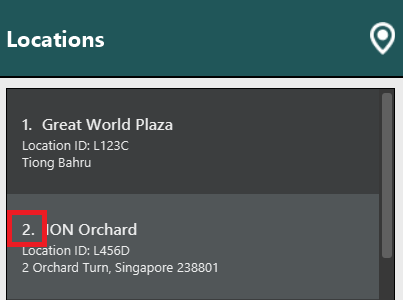 Locations
1. Great World Plaza
Location ID: L123C
Tiong Bahru
2. ION Orchard
Location ID: L456D
2 Orchard Turn, Singapore 238801